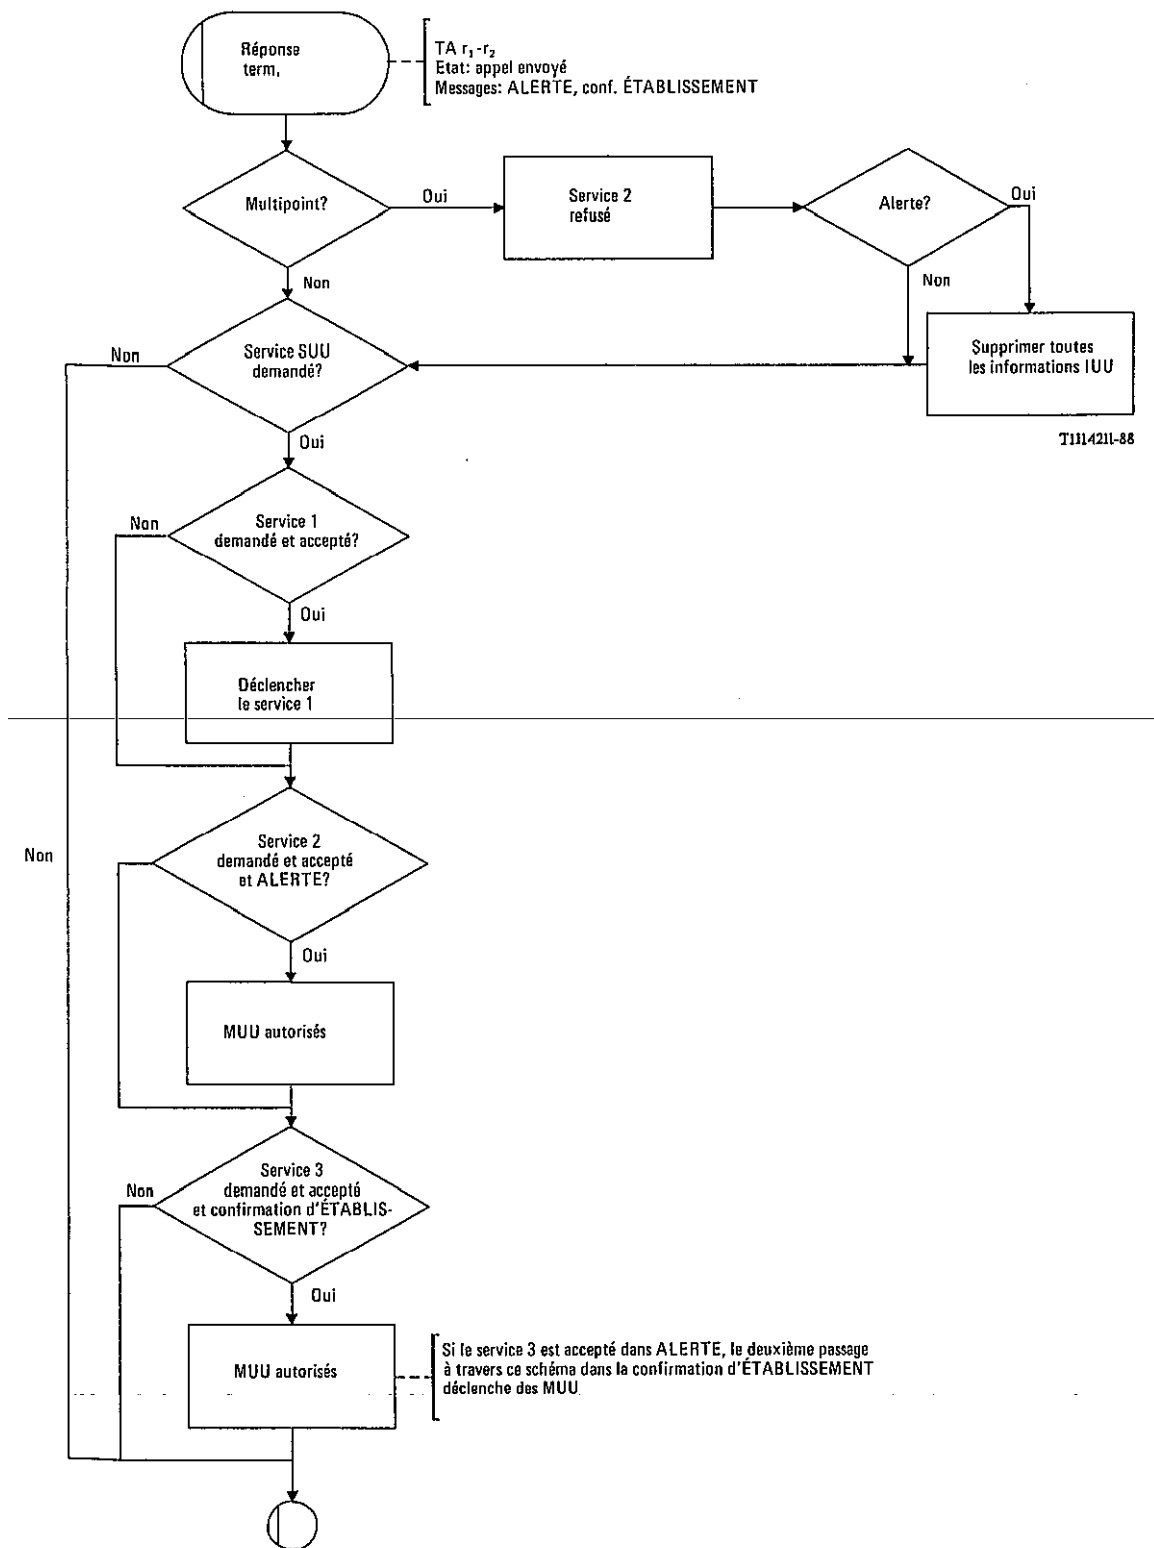 Réponse
term.
TA r₁-r₂
Etat: appel envoyé
Messages: ALERTE, conf. ÉTABLISSEMENT
Multipoint?
Oui
Service 2
refusé
Alerte?
Oui
Non
Non
Supprimer toutes
les informations IUU
T1114211-88
Non
Service SUU
demandé?
Oui
Non
Service 1
demandé et accepté?
Oui
Déclencher
le service 1
Non
Service 2
demandé et accepté
et ALERTE?
Oui
MUU autorisés
Non
Service 3
demandé et accepté
et confirmation d'ÉTABLIS-
SEMENT?
Oui
MUU autorisés
Si le service 3 est accepté dans ALERTE, le deuxième passage
à travers ce schéma dans la confirmation d'ÉTABLISSEMENT
déclenche des MUU